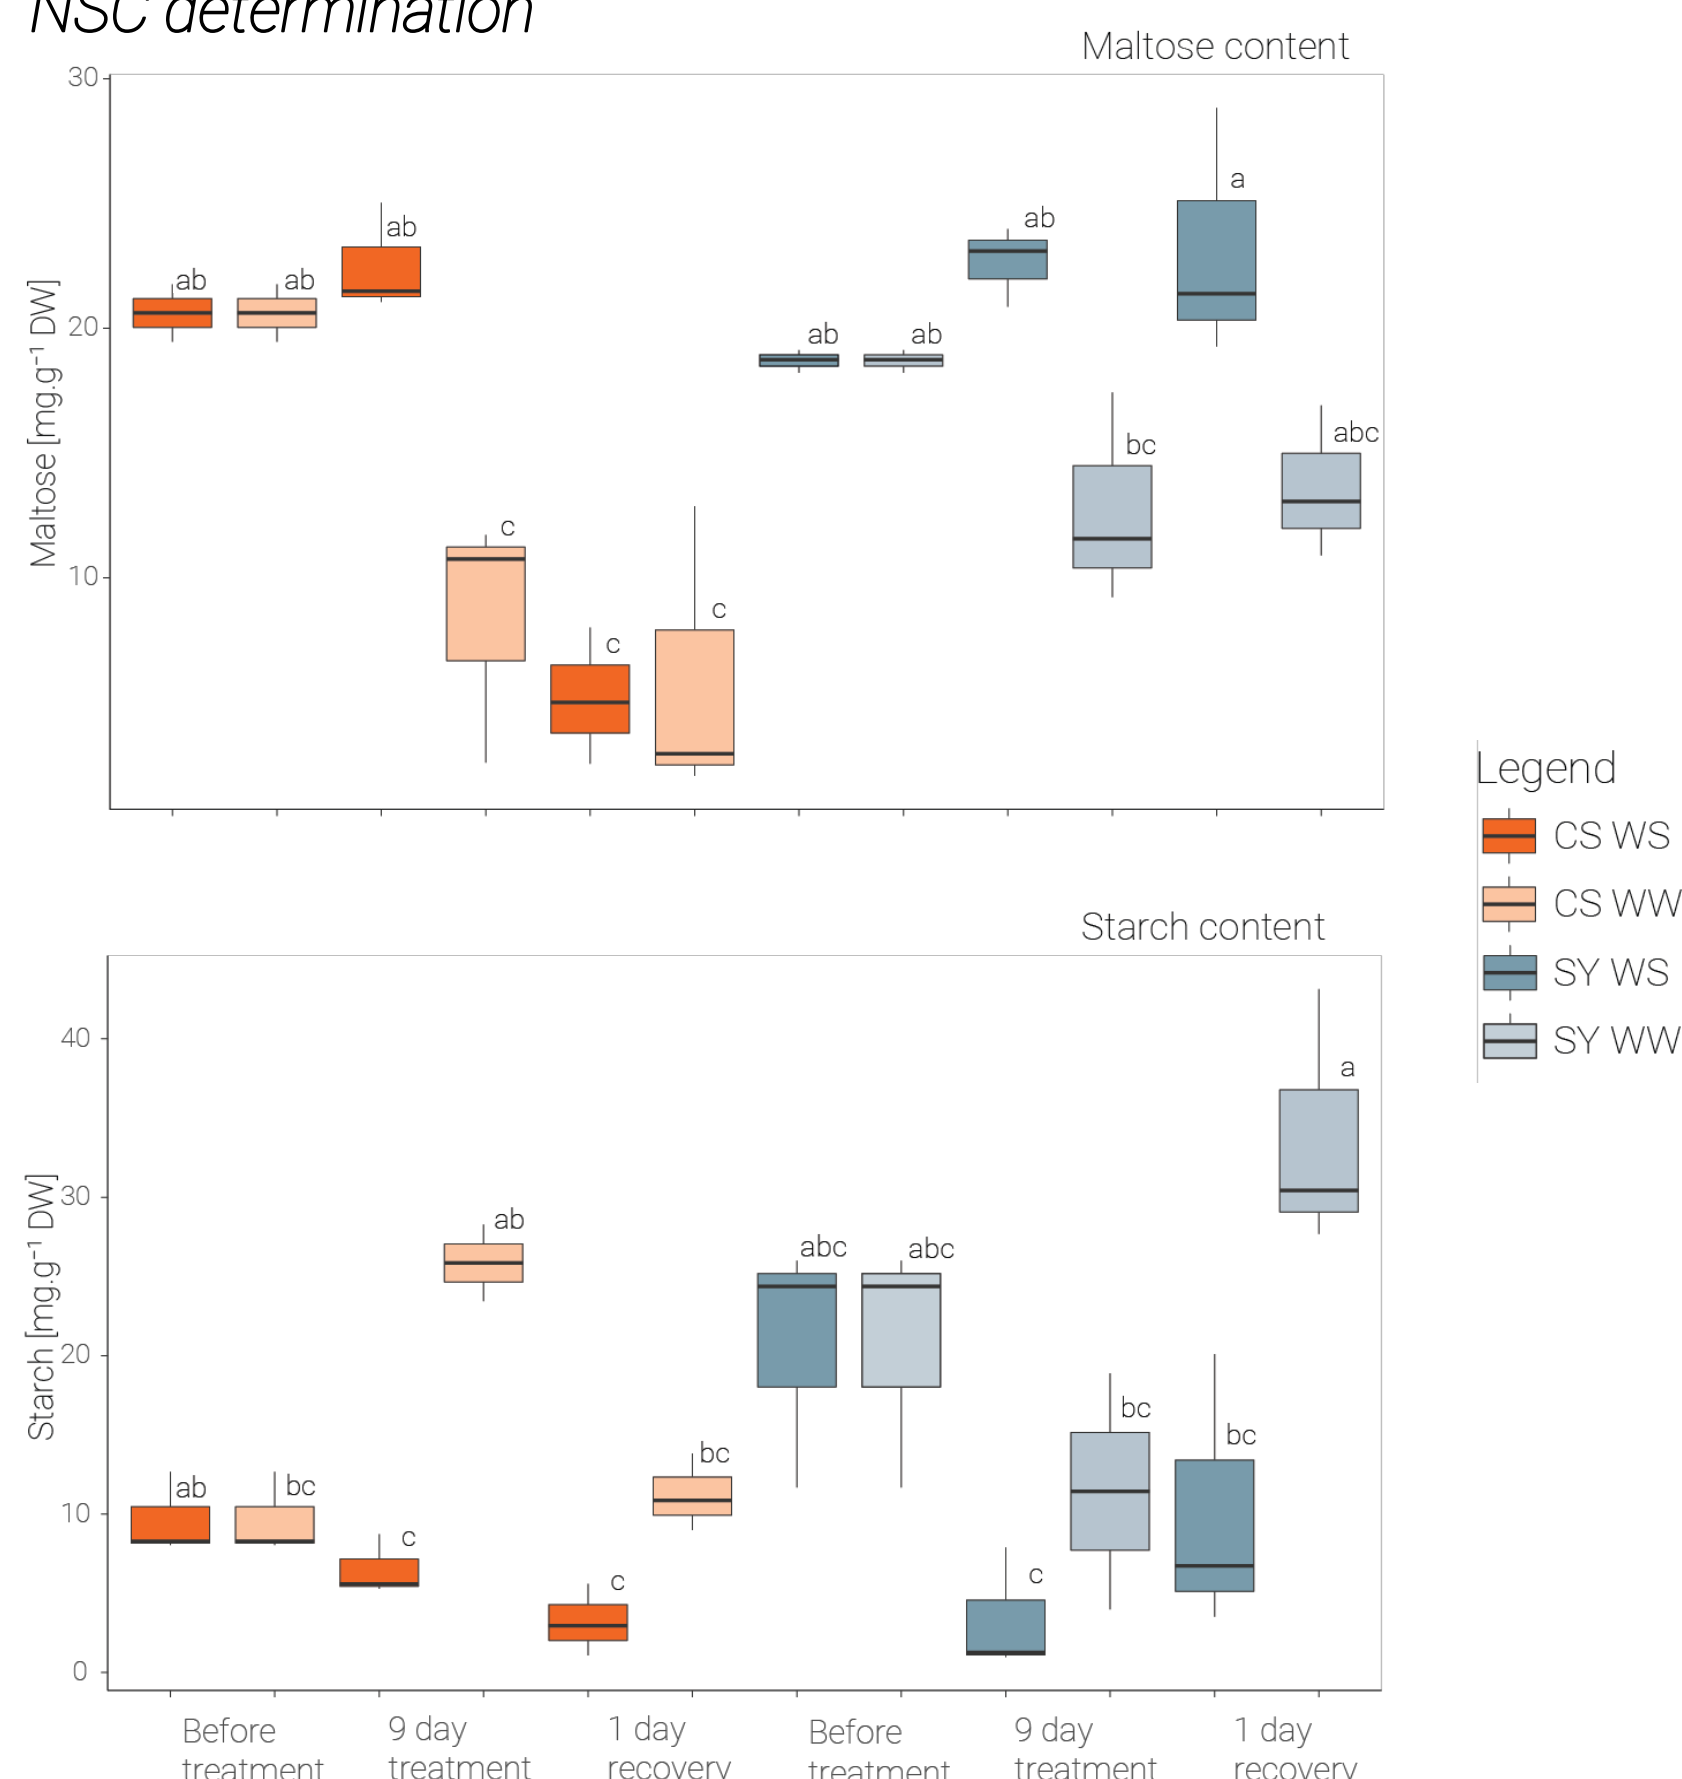 NSC determination
Maltose content
30
20
10
Maltose [mg.g⁻¹ DW]
ab
ab
ab
c
c
c
ab
ab
ab
bc
a
abc
Legend
CS WS
CS WW
SY WS
SY WW
Starch content
40
30
20
10
0
Starch [mg.g⁻¹ DW]
ab
bc
c
ab
c
bc
abc
abc
c
bc
bc
a
Before
treatment
9 day
treatment
1 day
recovery
Before
treatment
9 day
treatment
1 day
recovery